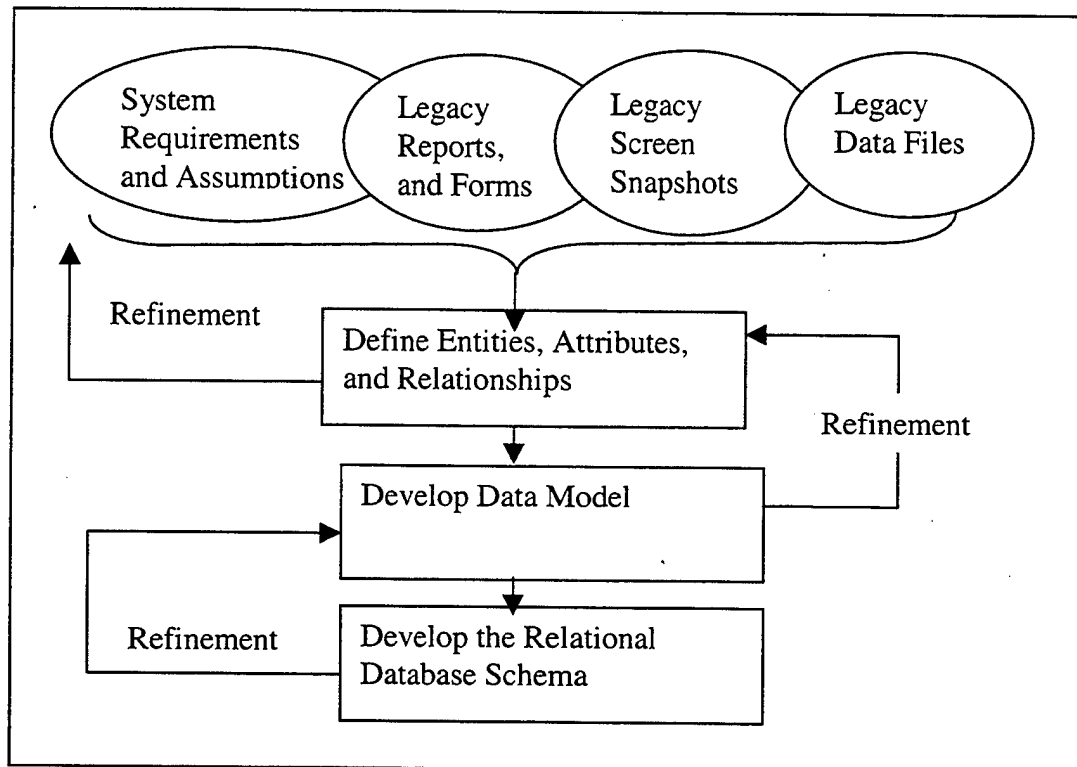 System
Requirements
and Assumptions
Legacy
Reports,
and Forms
Legacy
Screen
Snapshots
Legacy
Data Files
Refinement
Define Entities, Attributes,
and Relationships
Refinement
Develop Data Model
Refinement
Develop the Relational
Database Schema